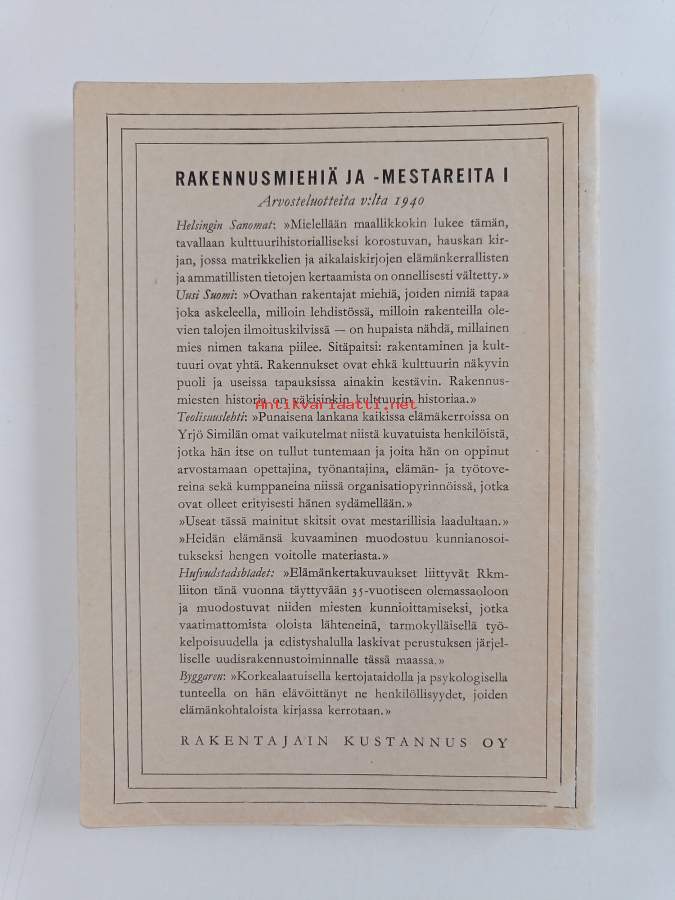 RAKENNUSMIEHIÄ JA -MESTAREITA I
Arvosteluotteita v:lta 1940
Helsingin Sanomat: »Mielellään maallikkokin lukee tämän,
tavallaan kulttuurihistorialliseksi korostuvan, hauskan kir-
jan, jossa matrikkelien ja aikalaiskirjojen elämänkerrallisten
ja ammatillisten tietojen kertaamista on onnellisesti vältetty.»
Uusi Suomi: »Ovathan rakentajat miehiä, joiden nimiä tapaa
joka askeleella, milloin lehdistössä, milloin rakenteilla ole-
vien talojen ilmoituskilvissä — on hupaista nähdä, millainen
mies nimen takana piilee. Sitäpaitsi: rakentaminen ja kult-
tuuri ovat yhtä. Rakennukset ovat ehkä kulttuurin näkyvin
puoli ja useissa tapauksissa ainakin kestävin. Rakennus-
miesten historia on väkisinkin kulttuurin historiaa.»
Antikvariaatti.net
Teolisuuslehti: »Punaisena lankana kaikissa elämäkerroissa on
Yrjö Similän omat vaikutelmat niistä kuvatuista henkilöistä,
jotka hän itse on tullut tuntemaan ja joita hän on oppinut
arvostamaan opettajina, työnantajina, elämän- ja työtove-
reina sekä kumppaneina niissä organisatiopyrinnöissä, jotka
ovat olleet erityisesti hänen sydämellään.»
»Useat tässä mainitut skitsit ovat mestarillisia laadultaan.»
»Heidän elämänsä kuvaaminen muodostuu kunnianosoi-
tukseksi hengen voitolle materiasta.»
Hufvudstadsbladet: »Elämänkertakuvaukset liittyvät Rkm-
liiton tänä vuonna täyttyvään 35-vuotiseen olemassaoloon
ja muodostuvat niiden miesten kunnioittamiseksi, jotka
vaatimattomista oloista lähteneinä, tarmokylläisellä työ-
kelpoisuudella ja edistyshalulla laskivat perustuksen järjel-
liselle uudisrakennustoiminnalle tässä maassa.»
Byggaren: »Korkealaatuisella kertojataidolla ja psykologisella
tunteella on hän elävöittänyt ne henkilöllisyydet, joiden
elämänkohtaloista kirjassa kerrotaan.»
RAKENTAJAIN KUSTANNUS OY